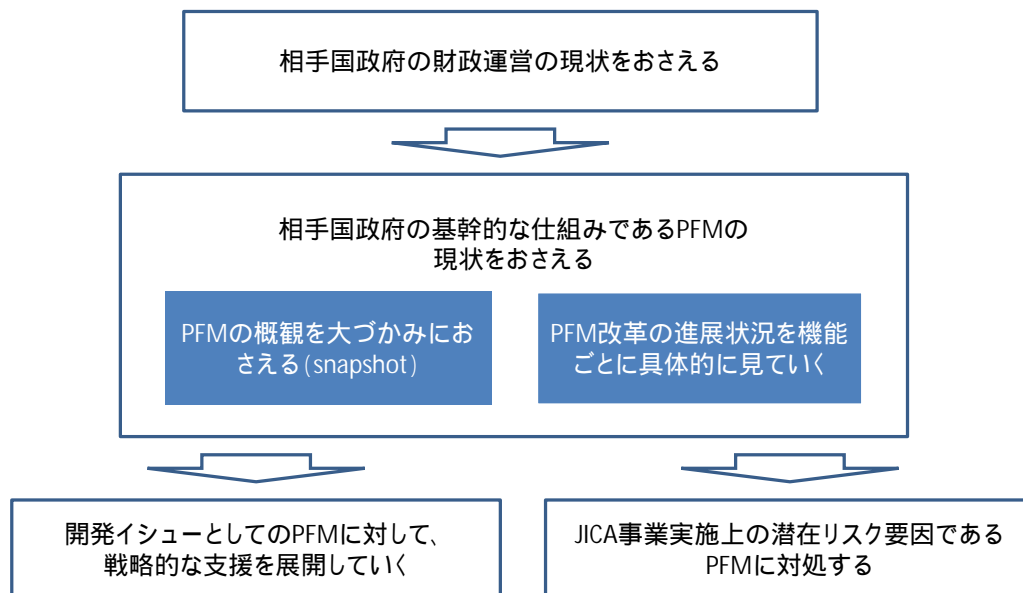 相手国政府の財政運営の現状をおさえる
相手国政府の基幹的な仕組みであるPFMの
現状をおさえる
PFMの概観を大づかみにお
さえる(snapshot)
PFM改革の進展状況を機能
ごとに具体的に見ていく
開発イシューとしてのPFMに対して、
戦略的な支援を展開していく
JICA事業実施上の潜在リスク要因である
PFMに対処する